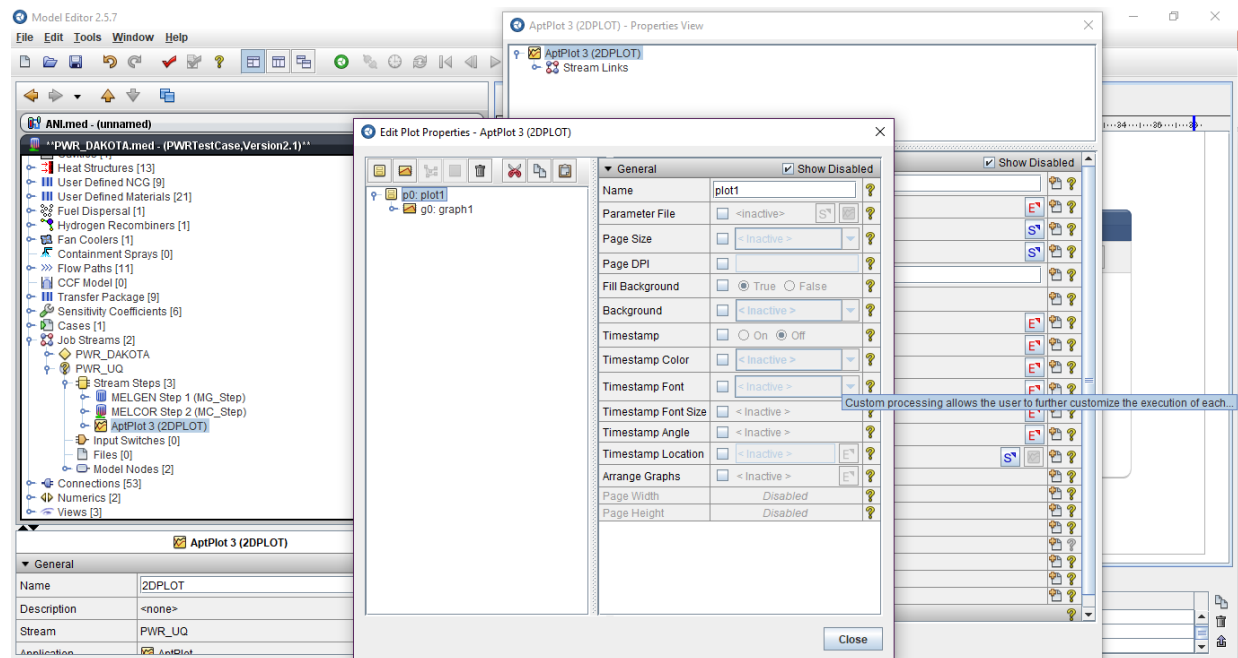 Model Editor 2.5.7
File Edit Tools Window Help
ANI.med - (unnamed)
**PWR_DAKOTA.med - (PWRTestCase,Version2.1)**
Heat Structures [13]
User Defined NCG [9]
User Defined Materials [21]
Fuel Dispersal [1]
Hydrogen Recombiners [1]
Fan Coolers [1]
Containment Sprays [0]
Flow Paths [11]
CCF Model [0]
Transfer Package [9]
Sensitivity Coefficients [6]
Cases [1]
Job Streams [2]
PWR_DAKOTA
PWR_UQ
Stream Steps [3]
MELGEN Step 1 (MG_Step)
MELCOR Step 2 (MC_Step)
AptPlot 3 (2DPLOT)
Input Switches [0]
Files [0]
Model Nodes [2]
Connections [53]
Numerics [2]
Views [3]
AptPlot 3 (2DPLOT)
General
Name 2DPLOT
Description <none>
Stream PWR_UQ
Application AptPlot
AptPlot 3 (2DPLOT) - Properties View
AptPlot 3 (2DPLOT)
Stream Links
Show Disabled
Edit Plot Properties - AptPlot 3 (2DPLOT)
p0: plot1
g0: graph1
General Show Disabled
Name plot1
Parameter File <inactive>
Page Size < Inactive >
Page DPI
Fill Background True False
Background < Inactive >
Timestamp On Off
Timestamp Color < Inactive >
Timestamp Font < Inactive >
Custom processing allows the user to further customize the execution of each...
Timestamp Font Size < Inactive >
Timestamp Angle < Inactive >
Timestamp Location < Inactive >
Arrange Graphs < Inactive >
Page Width Disabled
Page Height Disabled
Close